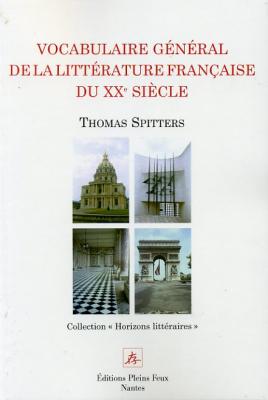 VOCABULAIRE GÉNÉRAL
DE LA LITTÉRATURE FRANÇAISE
DU XXe SIÈCLE
THOMAS SPITTERS
Collection « Horizons littéraires »
Éditions Pleins Feux
Nantes